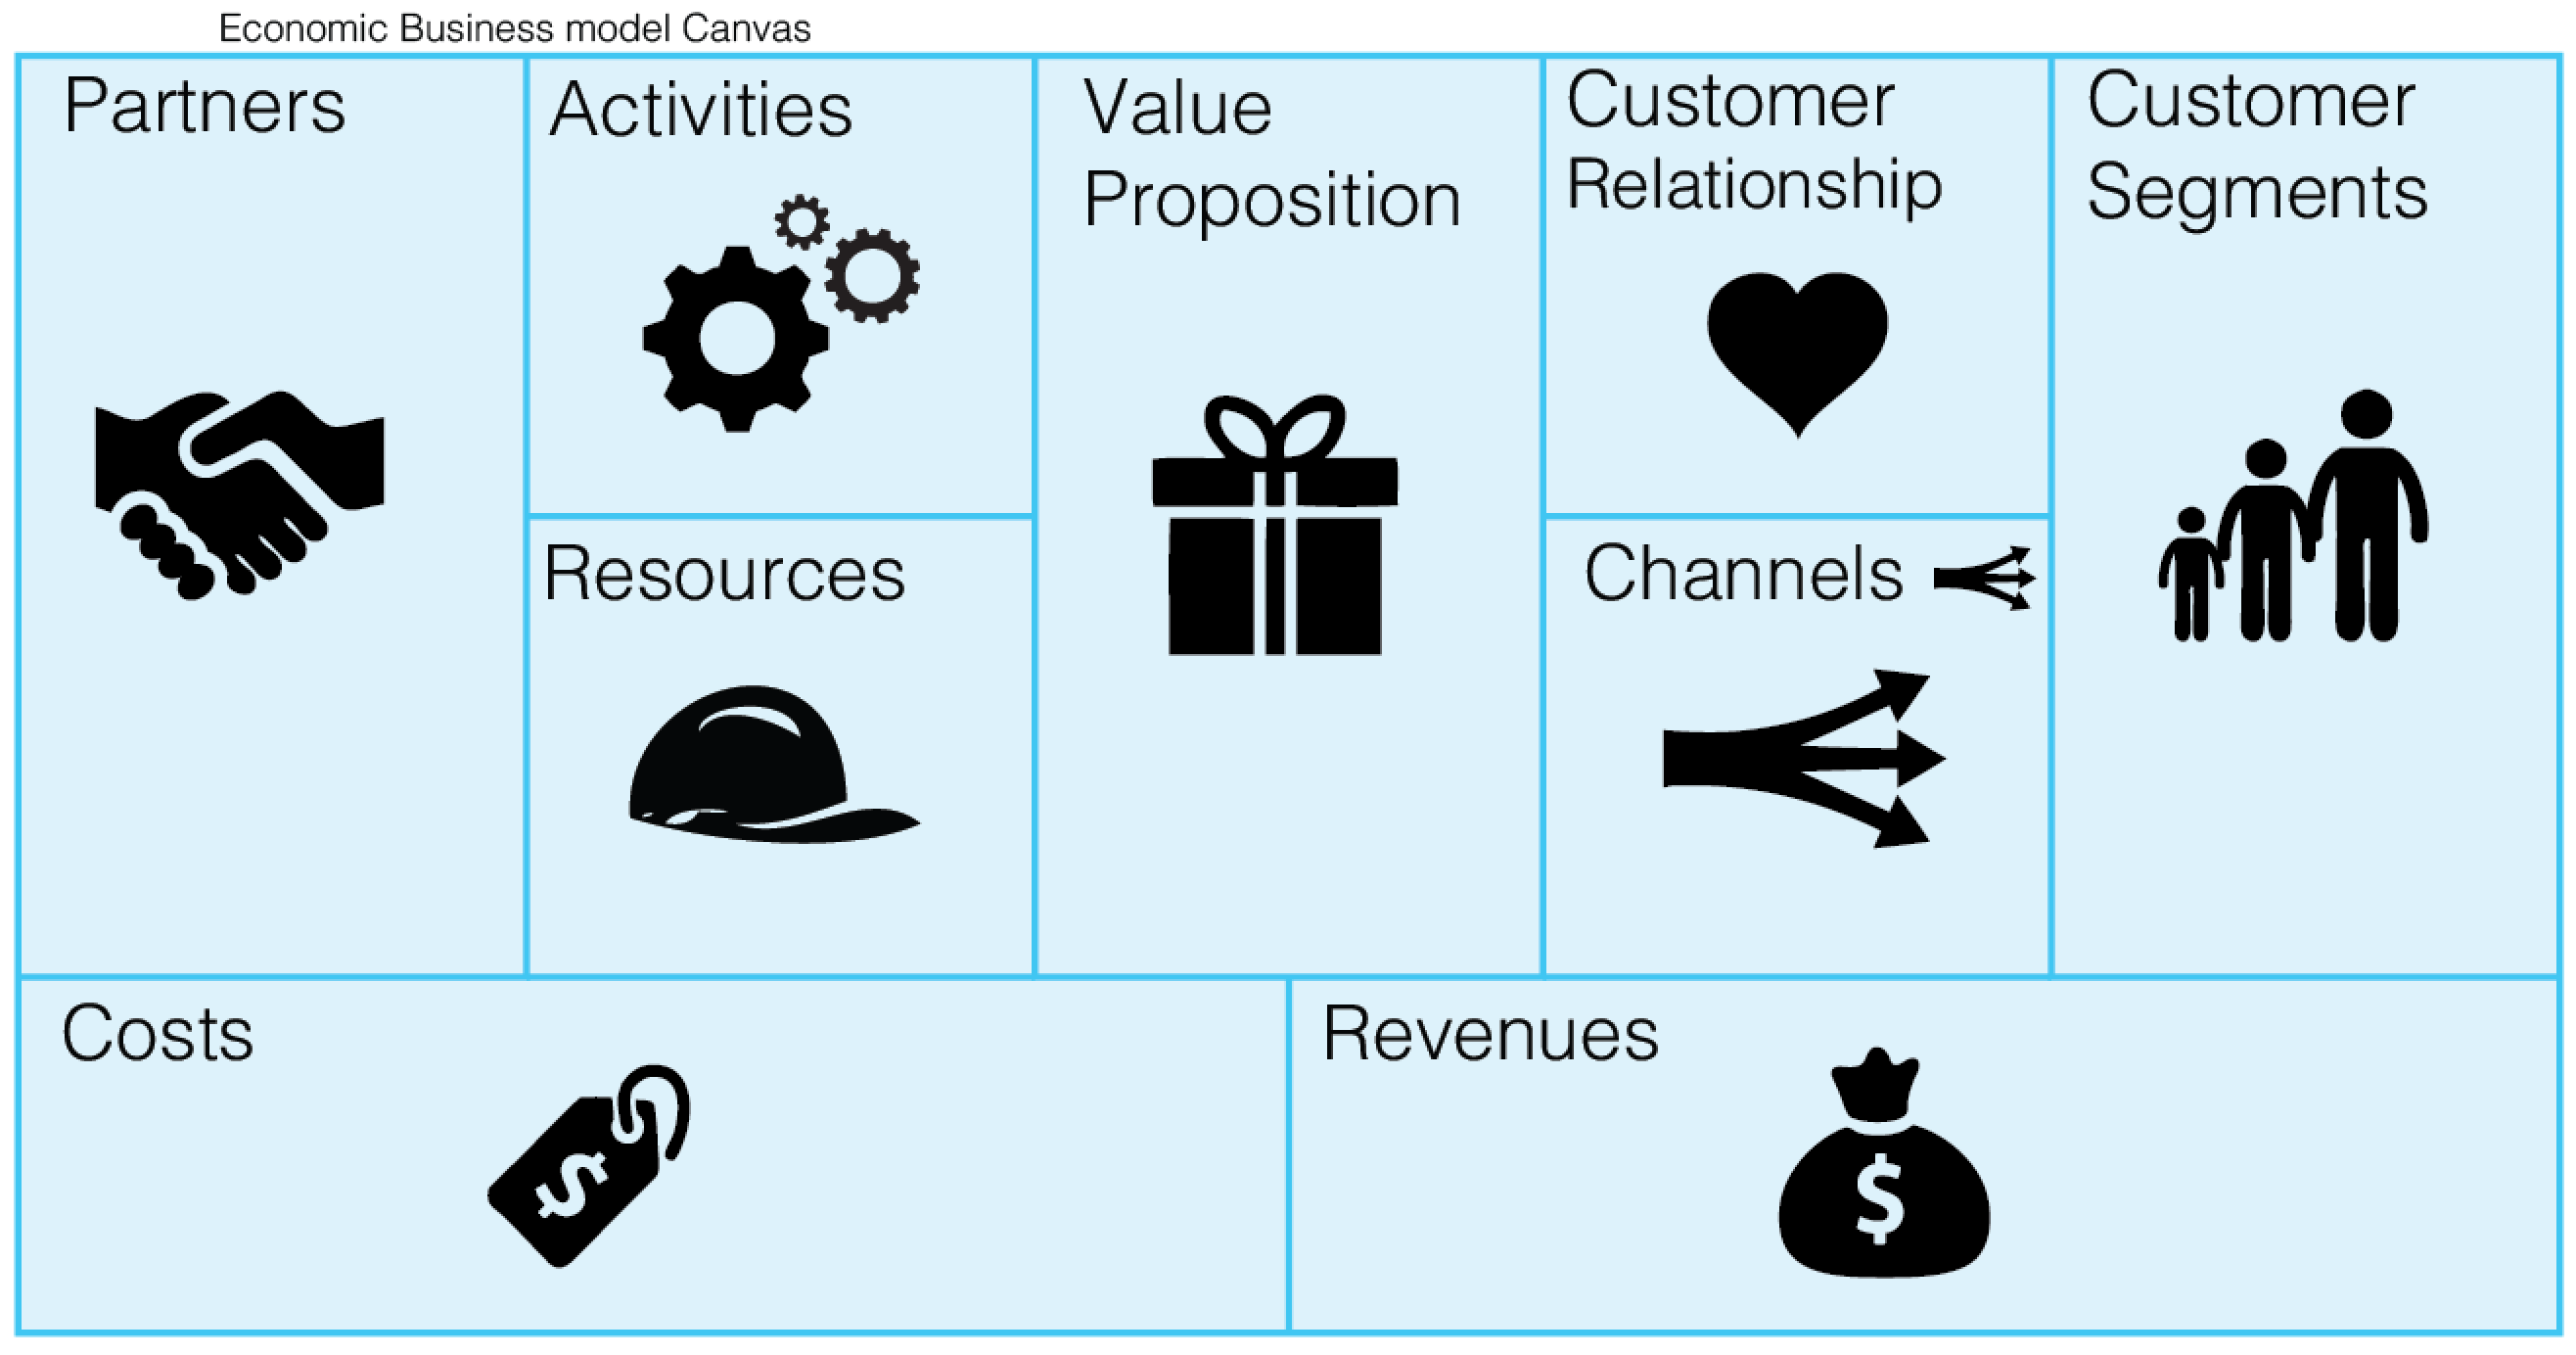 Economic Business model Canvas
Partners
Activities
Resources
Value
Proposition
Customer
Relationship
Channels
Customer
Segments
Costs
$
Revenues
$